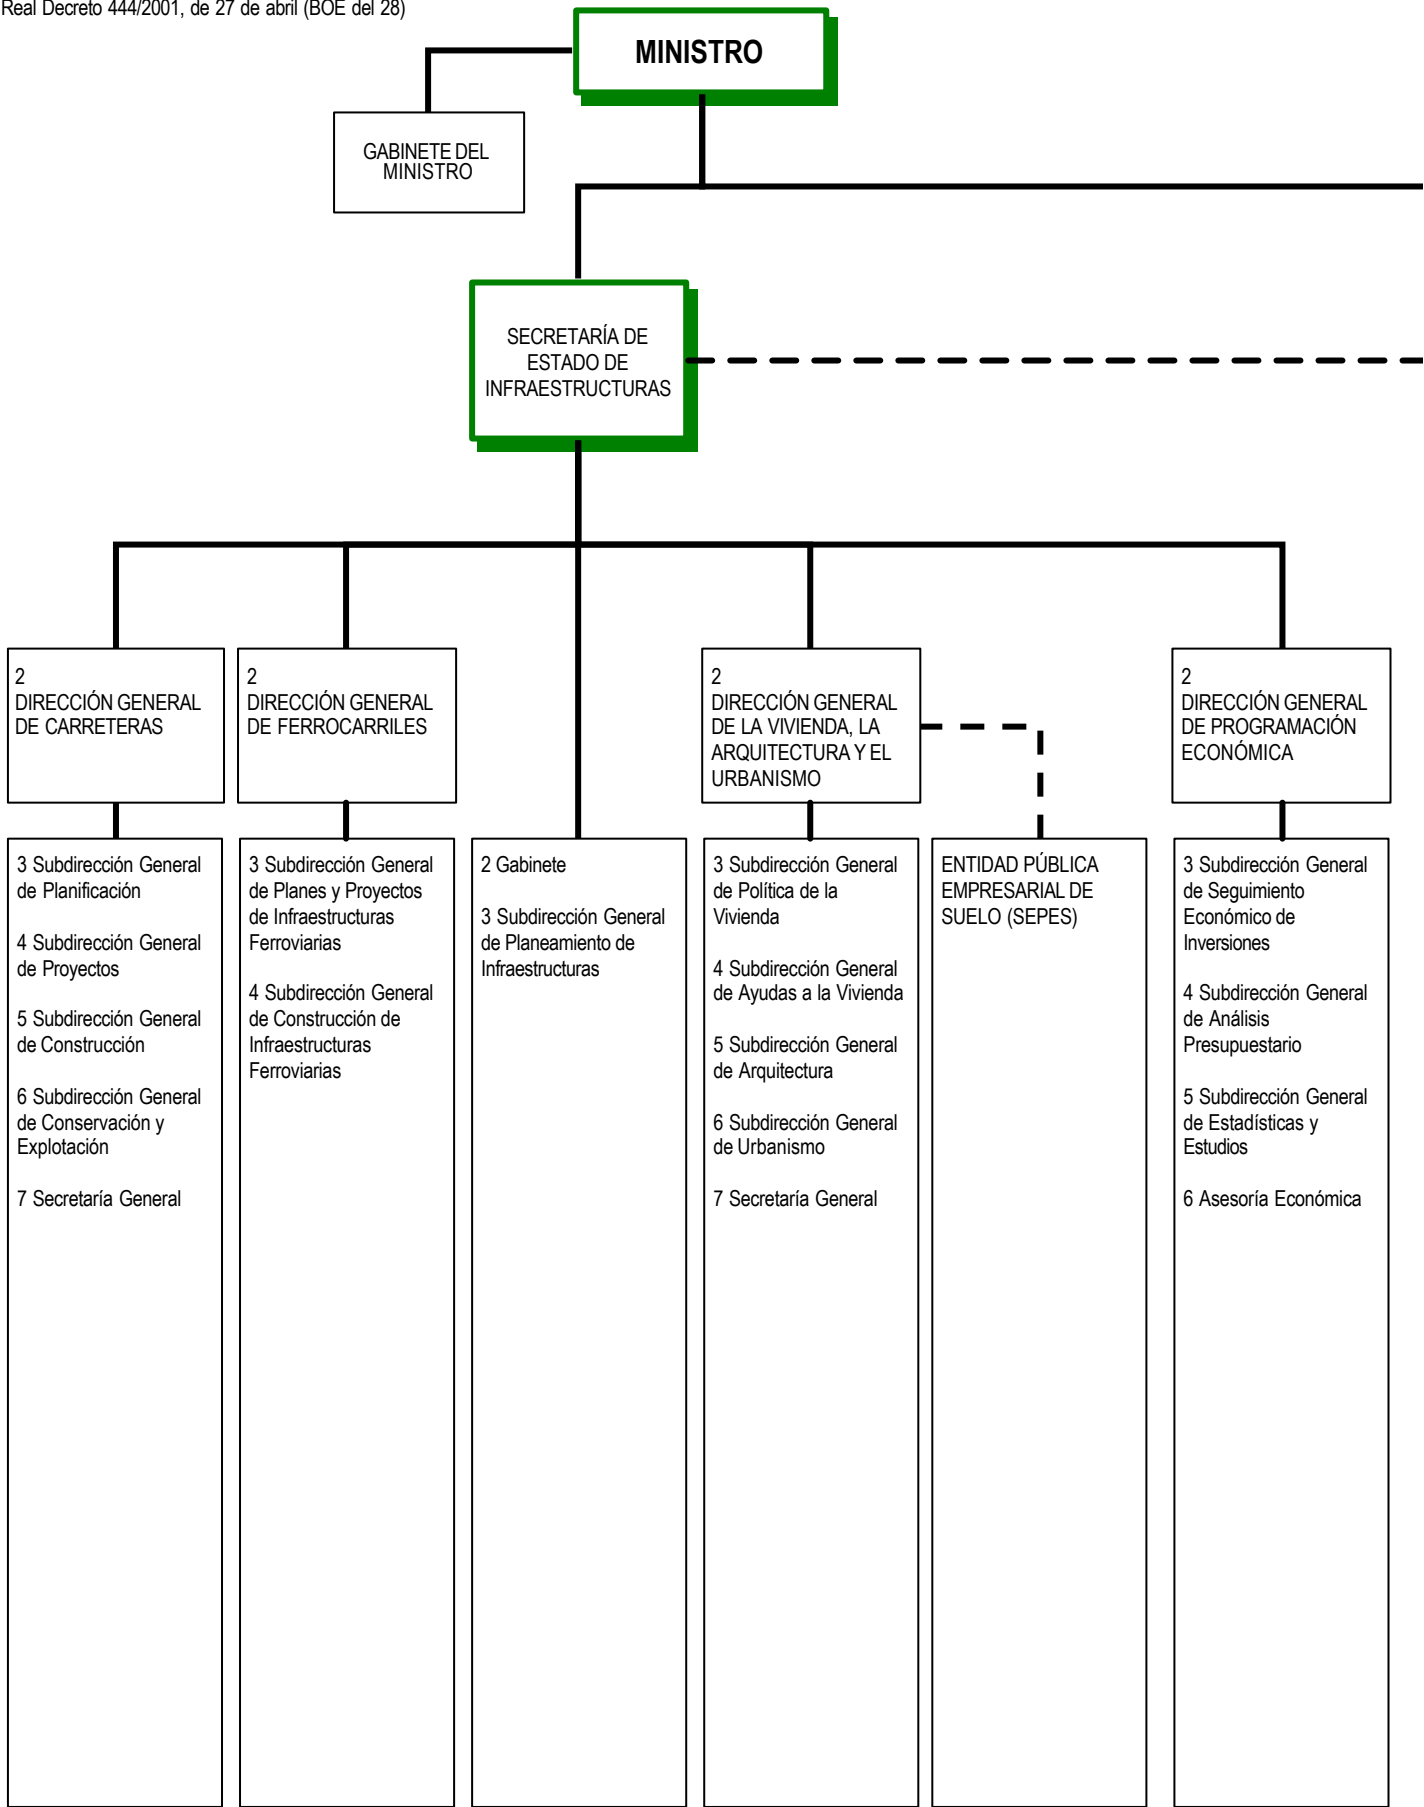 Real Decreto 444/2001, de 27 de abril (BOE del 28)
MINISTRO
GABINETE DEL
MINISTRO
SECRETARÍA DE
ESTADO DE
INFRAESTRUCTURAS
2
DIRECCIÓN GENERAL
DE CARRETERAS
2
DIRECCIÓN GENERAL
DE FERROCARRILES
2
DIRECCIÓN GENERAL
DE LA VIVIENDA, LA
ARQUITECTURA Y EL
URBANISMO
2
DIRECCIÓN GENERAL
DE PROGRAMACIÓN
ECONÓMICA
3 Subdirección General
de Planificación
4 Subdirección General
de Proyectos
5 Subdirección General
de Construcción
6 Subdirección General
de Conservación y
Explotación
7 Secretaría General
3 Subdirección General
de Planes y Proyectos
de Infraestructuras
Ferroviarias
4 Subdirección General
de Construcción de
Infraestructuras
Ferroviarias
2 Gabinete
3 Subdirección General
de Planeamiento de
Infraestructuras
3 Subdirección General
de Política de la
Vivienda
4 Subdirección General
de Ayudas a la Vivienda
5 Subdirección General
de Arquitectura
6 Subdirección General
de Urbanismo
7 Secretaría General
ENTIDAD PÚBLICA
EMPRESARIAL DE
SUELO (SEPES)
3 Subdirección General
de Seguimiento
Económico de
Inversiones
4 Subdirección General
de Análisis
Presupuestario
5 Subdirección General
de Estadísticas y
Estudios
6 Asesoría Económica